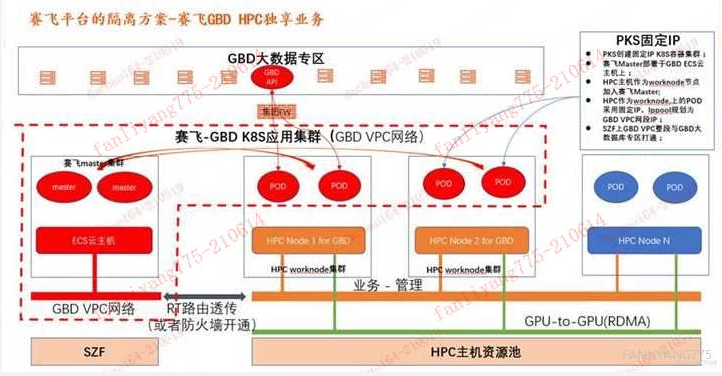 赛飞平台的隔离方案-赛飞GBD HPC独享业务
GBD大数据专区
GBD
API
集团FW
PKS固定IP
PKS创建固定IP K8S容器集群；
赛飞Master部署于GBD ECS云
主机上；
HPC主机作为worknode节点
加入赛飞Master;
HPC作为worknode,上的POD
采用固定IP，Ippool规划为
GBD VPC网段IP；
SZF上GBD VPC整段与GBD大
数据库专区打通；
赛飞-GBD K8S应用集群（GBD VPC网络）
赛飞master集群
master
master
POD
POD
POD
POD
POD
POD
ECS云主机
HPC Node 1 for GBD
HPC Node 2 for GBD
HPC Node N
HPC worknode集群
HPC worknode集群
业务 - 管理
GBD VPC网络
RT路由透传
（或者防火墙开通）
GPU-to-GPU(RDMA)
SZF
HPC主机资源池
fanliyang775-210614
fanliyang775-210614
fanliyang775-210614
fanliyang775-210614
FANLIYANG775